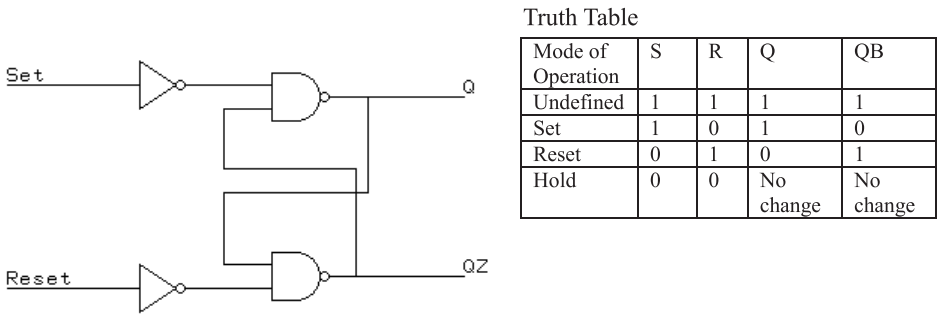 Set
Q
QZ
Reset
Truth Table
Mode of Operation S R Q QB
Undefined 1 1 1 1
Set 1 0 1 0
Reset 0 1 0 1
Hold 0 0 No change No change